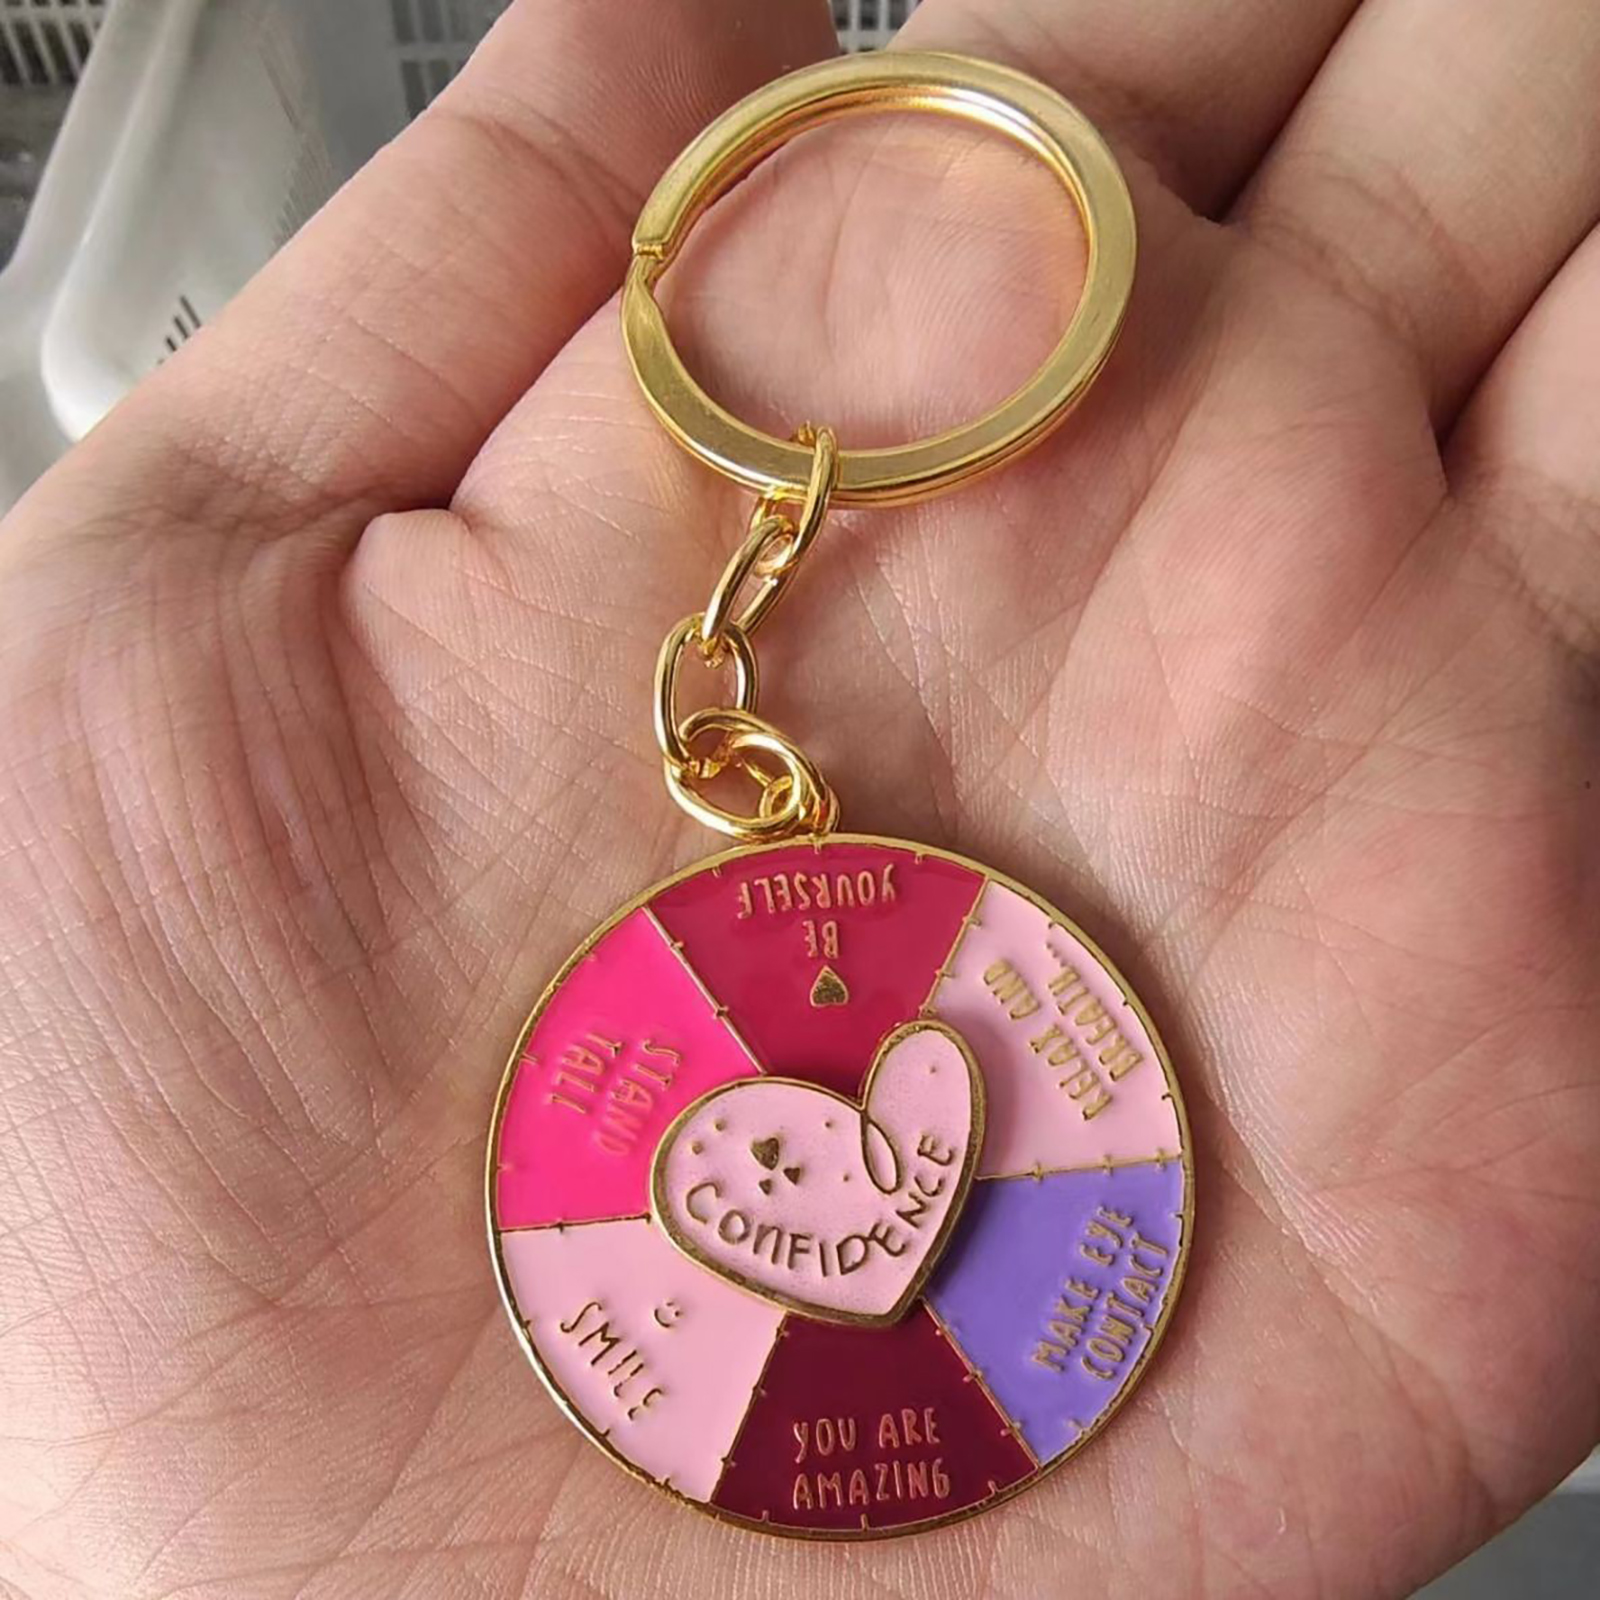 BE
YOURSELF
RELAX AND
BREATH...
MAKE EYE
CONTACT
YOU ARE
AMAZING
SMILE
STAND
TALL
CONFIDENCE